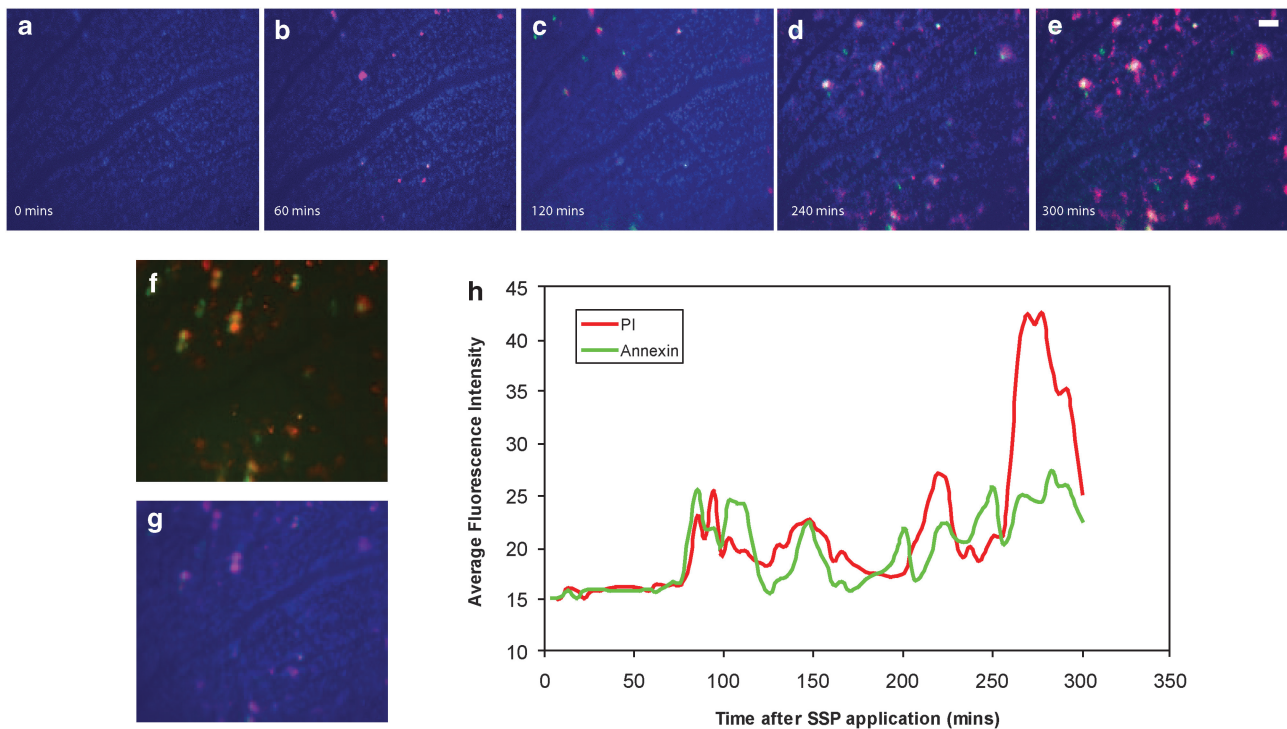 a
b
c
d
e
0 mins
60 mins
120 mins
240 mins
300 mins
f
g
h
45
40
35
30
25
20
15
10
Average Fluorescence Intensity
PI
Annexin
0
50
100
150
200
250
300
350
Time after SSP application (mins)